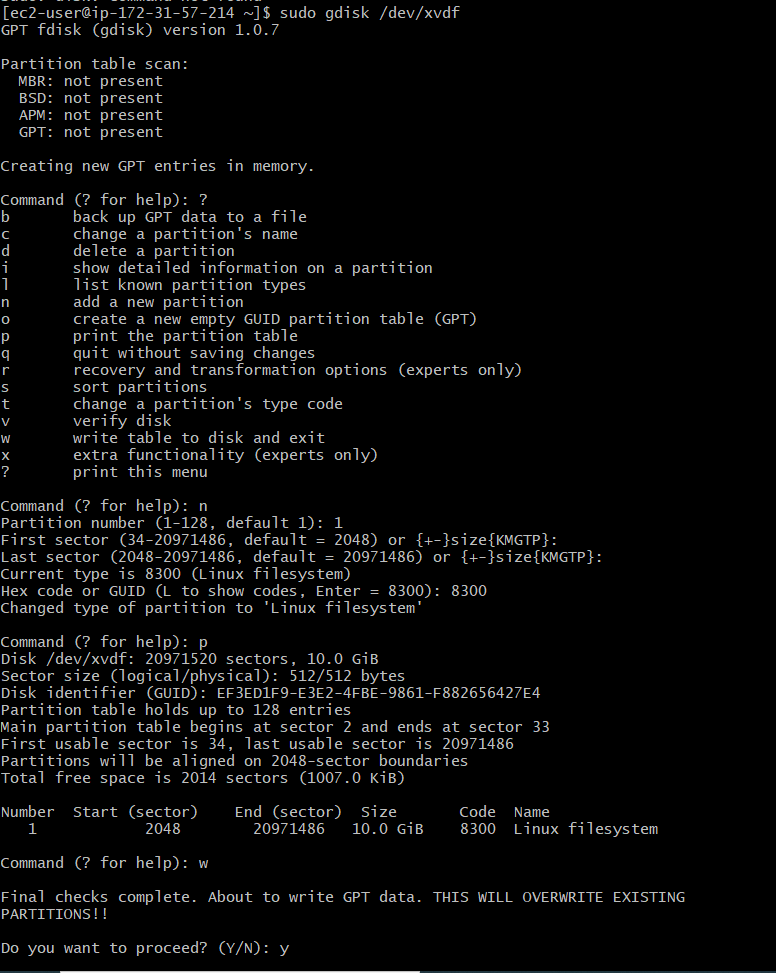 [ec2-user@ip-172-31-57-214 ~]$ sudo gdisk /dev/xvdf
GPT fdisk (gdisk) version 1.0.7

Partition table scan:
  MBR: not present
  BSD: not present
  APM: not present
  GPT: not present

Creating new GPT entries in memory.

Command (? for help): ?
b       back up GPT data to a file
c       change a partition's name
d       delete a partition
i       show detailed information on a partition
l       list known partition types
n       add a new partition
o       create a new empty GUID partition table (GPT)
p       print the partition table
q       quit without saving changes
r       recovery and transformation options (experts only)
s       sort partitions
t       change a partition's type code
v       verify disk
w       write table to disk and exit
x       extra functionality (experts only)
?       print this menu

Command (? for help): n
Partition number (1-128, default 1): 1
First sector (34-20971486, default = 2048) or {+-}size{KMGTP}:
Last sector (2048-20971486, default = 20971486) or {+-}size{KMGTP}:
Current type is 8300 (Linux filesystem)
Hex code or GUID (L to show codes, Enter = 8300): 8300
Changed type of partition to 'Linux filesystem'

Command (? for help): p
Disk /dev/xvdf: 20971520 sectors, 10.0 GiB
Sector size (logical/physical): 512/512 bytes
Disk identifier (GUID): EF3ED1F9-E3E2-4FBE-9861-F882656427E4
Partition table holds up to 128 entries
Main partition table begins at sector 2 and ends at sector 33
First usable sector is 34, last usable sector is 20971486
Partitions will be aligned on 2048-sector boundaries
Total free space is 2014 sectors (1007.0 KiB)

Number  Start (sector)    End (sector)  Size       Code  Name
   1            2048        20971486   10.0 GiB    8300  Linux filesystem

Command (? for help): w

Final checks complete. About to write GPT data. THIS WILL OVERWRITE EXISTING
PARTITIONS!!

Do you want to proceed? (Y/N): y